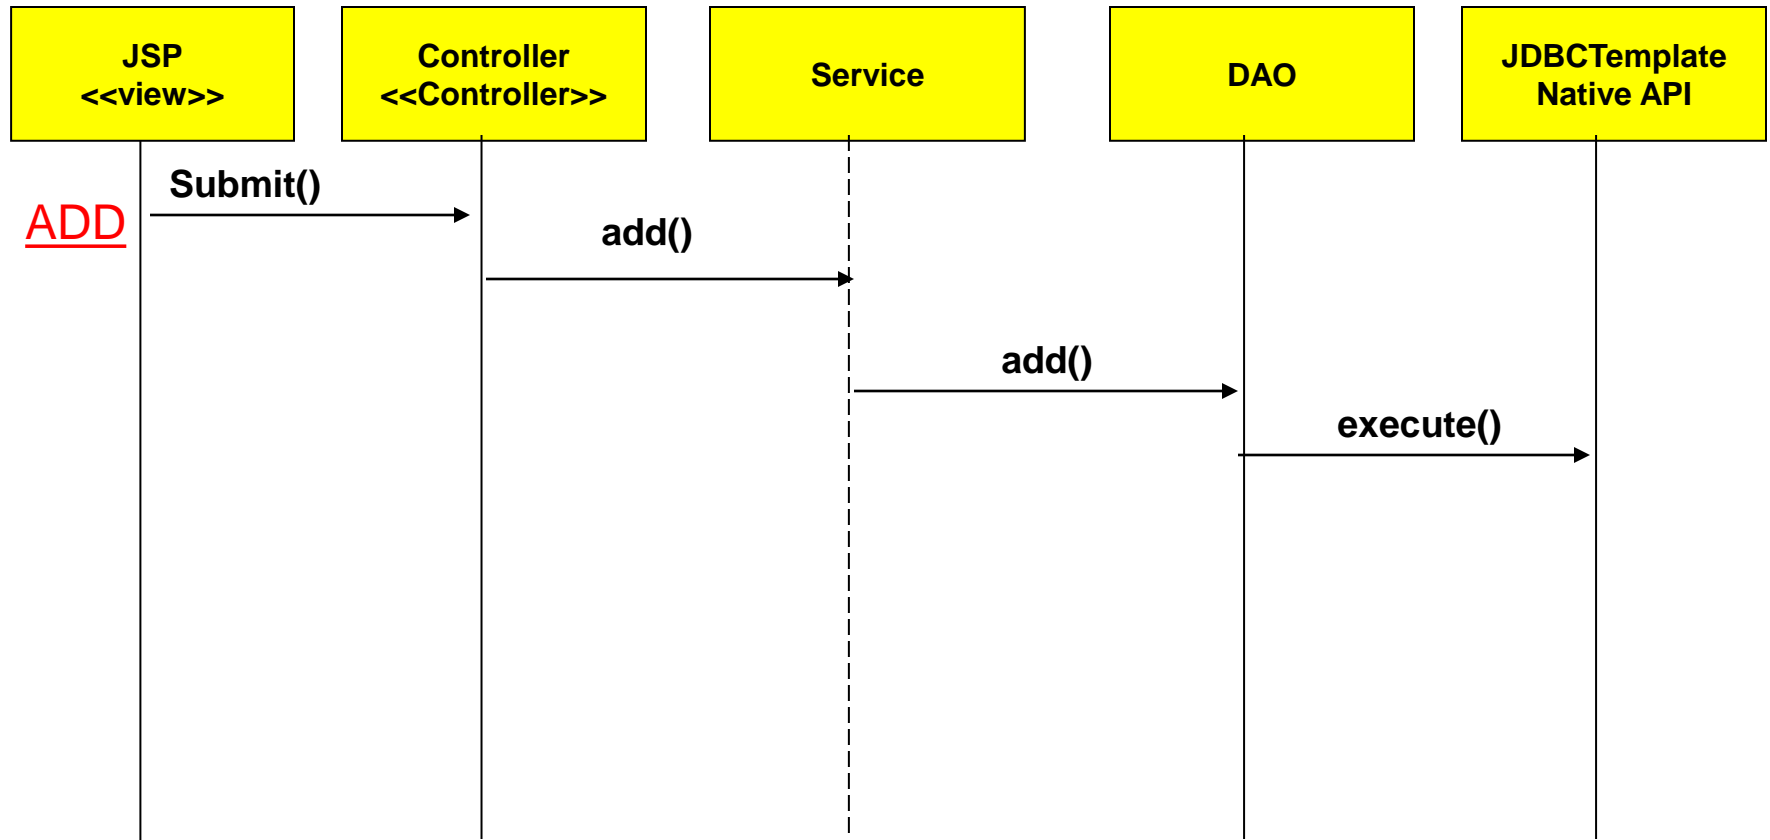 JSP
<<view>>
Controller
<<Controller>>
Service
DAO
JDBCTemplate
Native API
Submit()
ADD
add()
add()
execute()